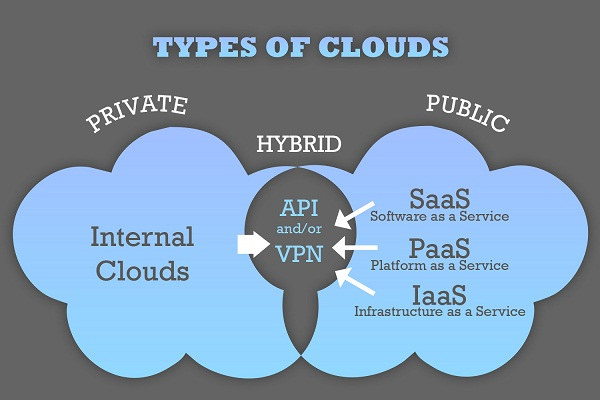 TYPES OF CLOUDS
PRIVATE
HYBRID
PUBLIC
Internal
Clouds
API
and/or
VPN
SaaS
Software as a Service
PaaS
Platform as a Service
IaaS
Infrastructure as a Service